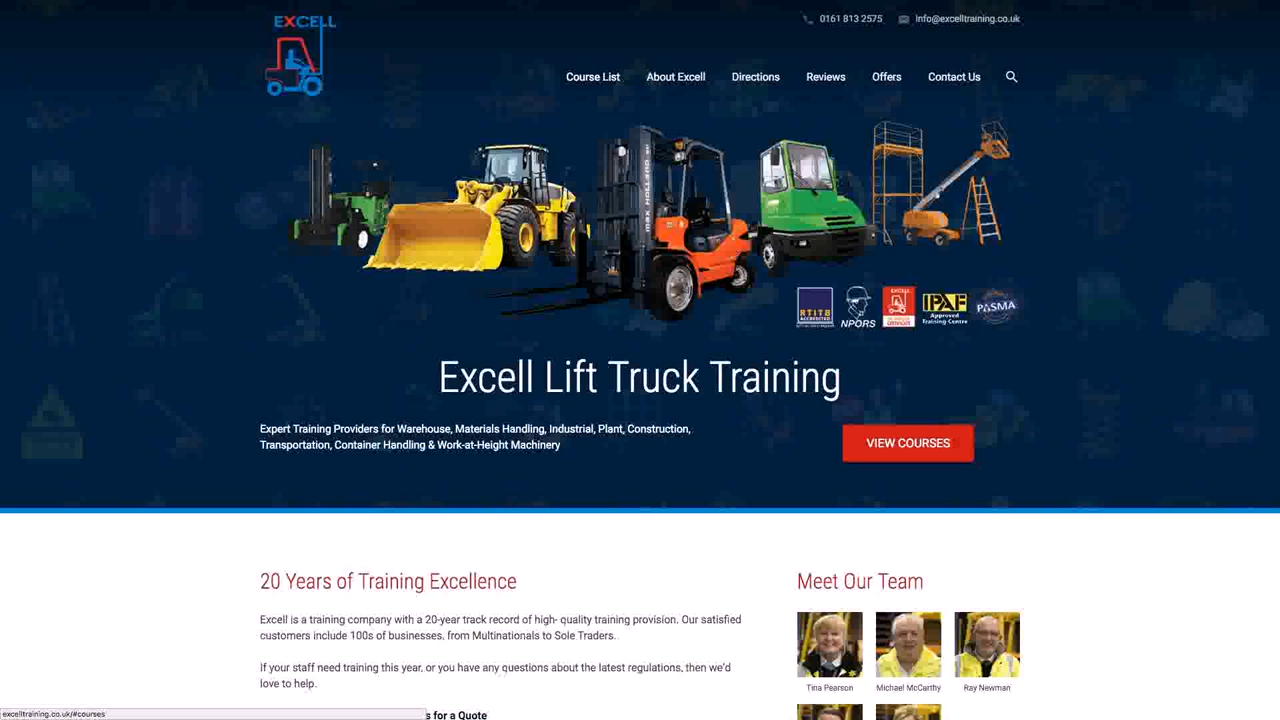 EXCELL
0161 813 2575
info@excelltraining.co.uk
Course List
About Excell
Directions
Reviews
Offers
Contact Us
MAX HOLLAND
RTITB
ACCREDITED
NPORS
EXCELL
IPAF
Approved
Training Centre
PASMA
Excell Lift Truck Training
Expert Training Providers for Warehouse, Materials Handling, Industrial, Plant, Construction,
Transportation, Container Handling & Work-at-Height Machinery
VIEW COURSES
20 Years of Training Excellence
Meet Our Team
Excell is a training company with a 20-year track record of high- quality training provision. Our satisfied
customers include 100s of businesses, from Multinationals to Sole Traders.
If your staff need training this year, or you have any questions about the latest regulations, then we'd
love to help.
Tina Pearson
Michael McCarthy
Ray Newman
s for a Quote
excelltraining.co.uk/#courses